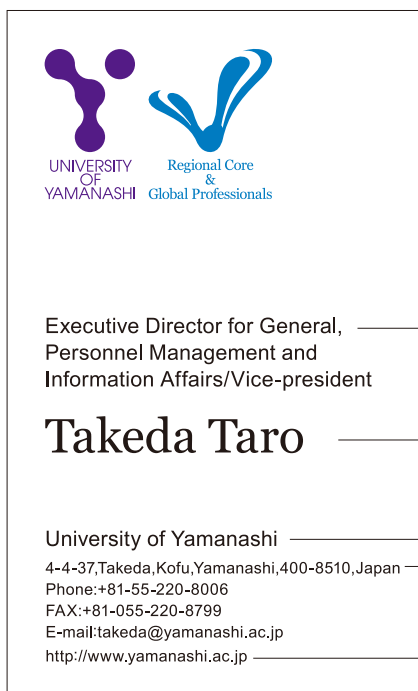 UNIVERSITY
OF
YAMANASHI
Regional Core
&
Global Professionals
Executive Director for General,
Personnel Management and
Information Affairs/Vice-president
Takeda Taro
University of Yamanashi
4-4-37,Takeda,Kofu,Yamanashi,400-8510,Japan
Phone:+81-55-220-8006
FAX:+81-055-220-8799
E-mail:takeda@yamanashi.ac.jp
http://www.yamanashi.ac.jp